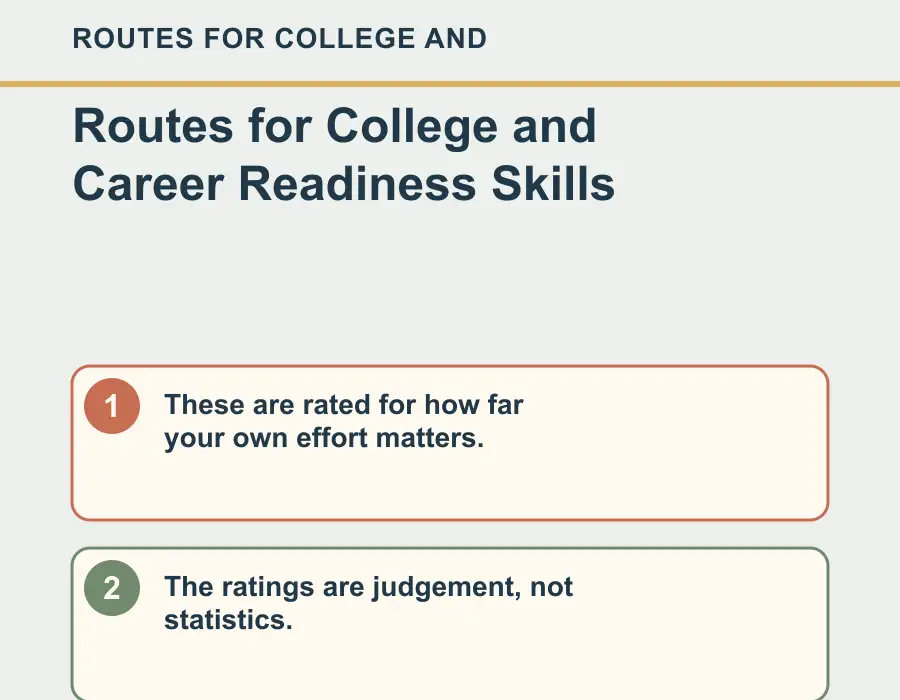 ROUTES FOR COLLEGE AND
Routes for College and
Career Readiness Skills
1
These are rated for how far
your own effort matters.
2
The ratings are judgement, not
statistics.